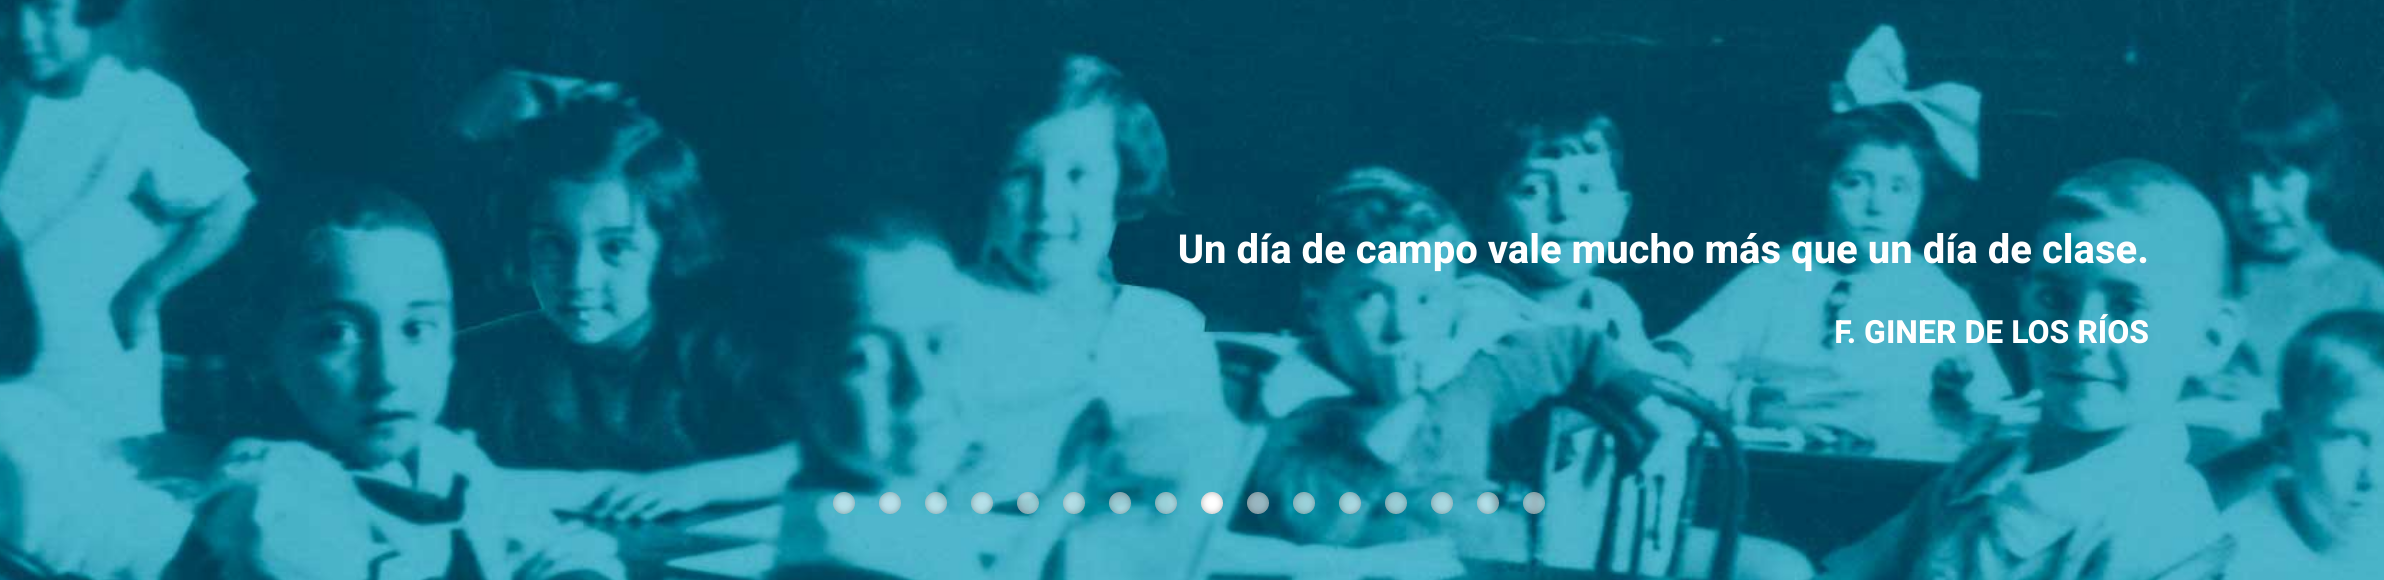 Un día de campo vale mucho más que un día de clase.
F. GINER DE LOS RÍOS